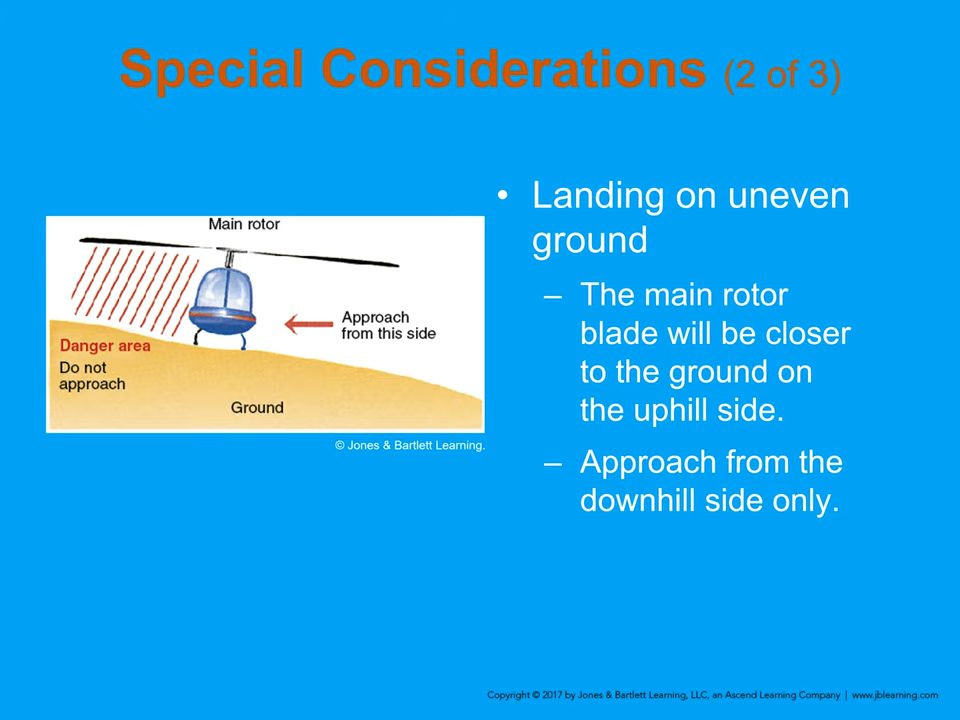 Special Considerations (2 of 3)
Main rotor
Approach
from this side
Danger area
Do not
approach
Ground
© Jones & Bartlett Learning.
• Landing on uneven
ground
– The main rotor
blade will be closer
to the ground on
the uphill side.
– Approach from the
downhill side only.
Copyright © 2017 by Jones & Bartlett Learning, LLC, an Ascend Learning Company | www.jblearning.com